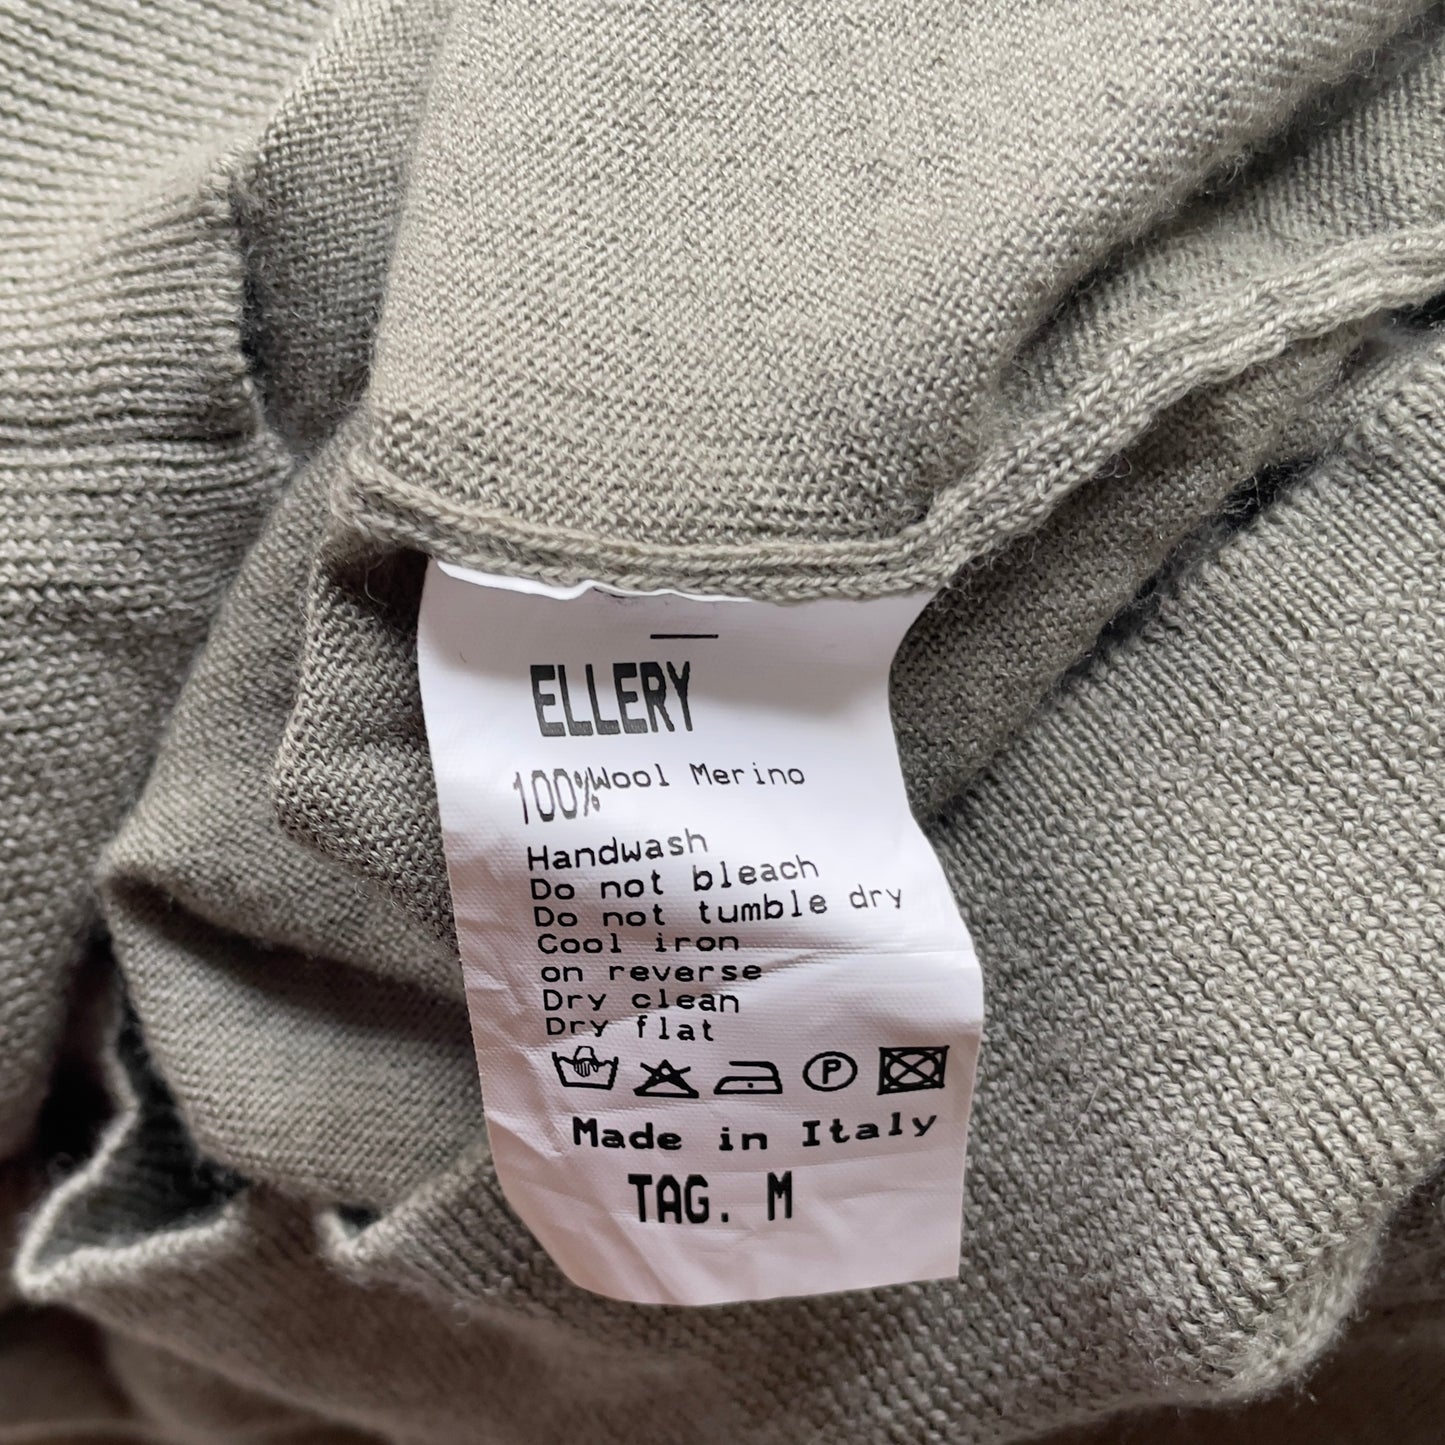 ELLERY
100%Wool Merino
Handwash
Do not bleach
Do not tumble dry
Cool iron
on reverse
Dry clean
Dry flat
P
Made in Italy
TAG. M